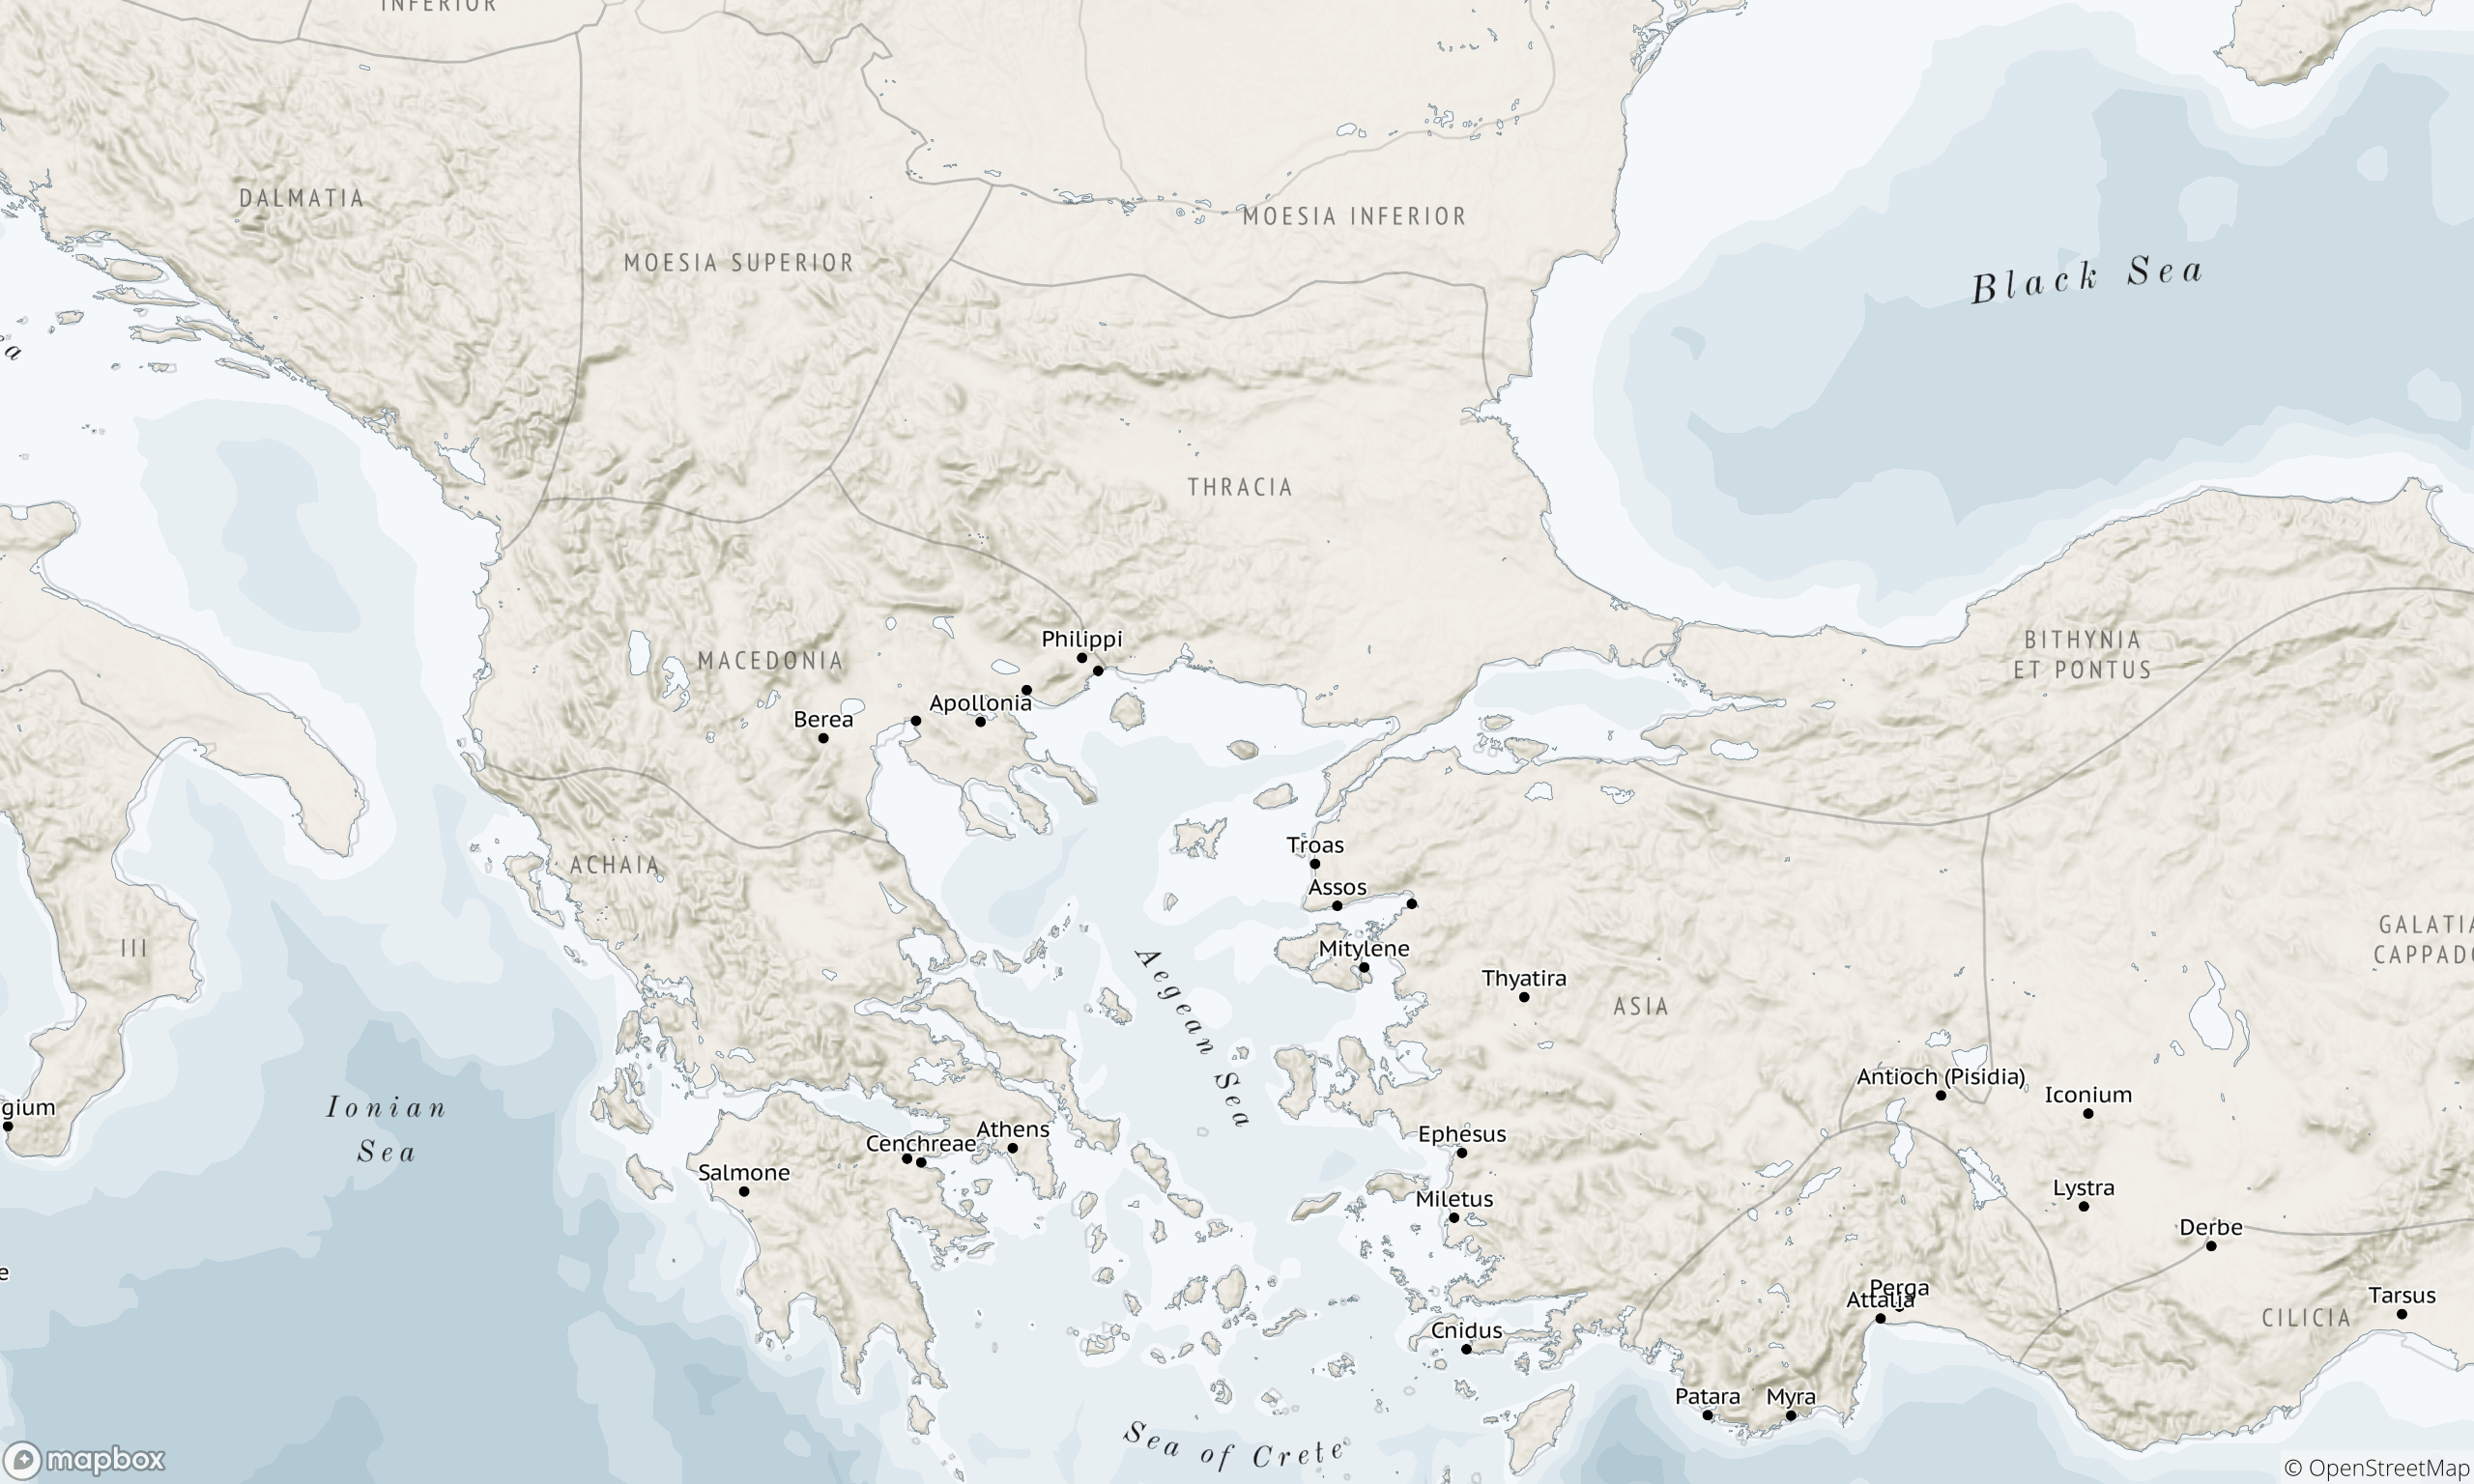 INFERIOR
DALMATIA
MOESIA INFERIOR
MOESIA SUPERIOR
Black Sea
THRACIA
Philippi
BITHYNIA
ET PONTUS
MACEDONIA
Apollonia
Berea
Troas
ACHAIA
Assos
GALATIA
CAPPADO
III
Mitylene
Aegean Sea
Thyatira
ASIA
Antioch (Pisidia)
Iconium
gium
Ionian
Sea
Athens
Cenchreae
Ephesus
Salmone
Lystra
Miletus
Derbe
Perga
Attalia
Tarsus
CILICIA
Cnidus
Patara
Myra
Sea of Crete
mapbox
© OpenStreetMap